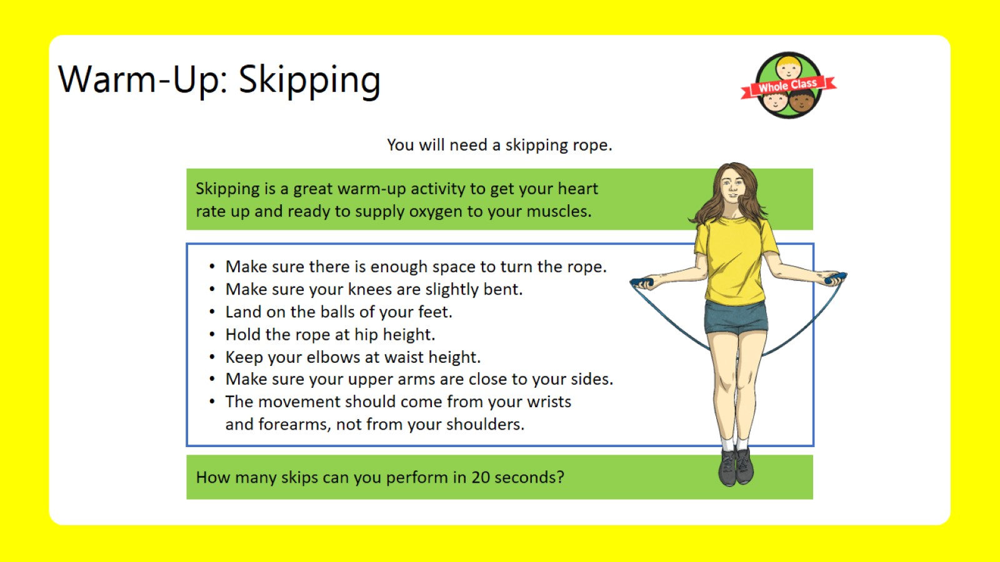 Warm-Up: Skipping
Whole Class
You will need a skipping rope.
Skipping is a great warm-up activity to get your heart
rate up and ready to supply oxygen to your muscles.
• Make sure there is enough space to turn the rope.
• Make sure your knees are slightly bent.
• Land on the balls of your feet.
• Hold the rope at hip height.
• Keep your elbows at waist height.
• Make sure your upper arms are close to your sides.
• The movement should come from your wrists
and forearms, not from your shoulders.
How many skips can you perform in 20 seconds?